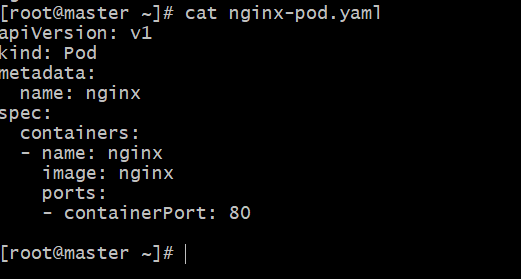 [root@master ~]# cat nginx-pod.yaml
apiVersion: v1
kind: Pod
metadata:
  name: nginx
spec:
  containers:
  - name: nginx
    image: nginx
    ports:
    - containerPort: 80

[root@master ~]#